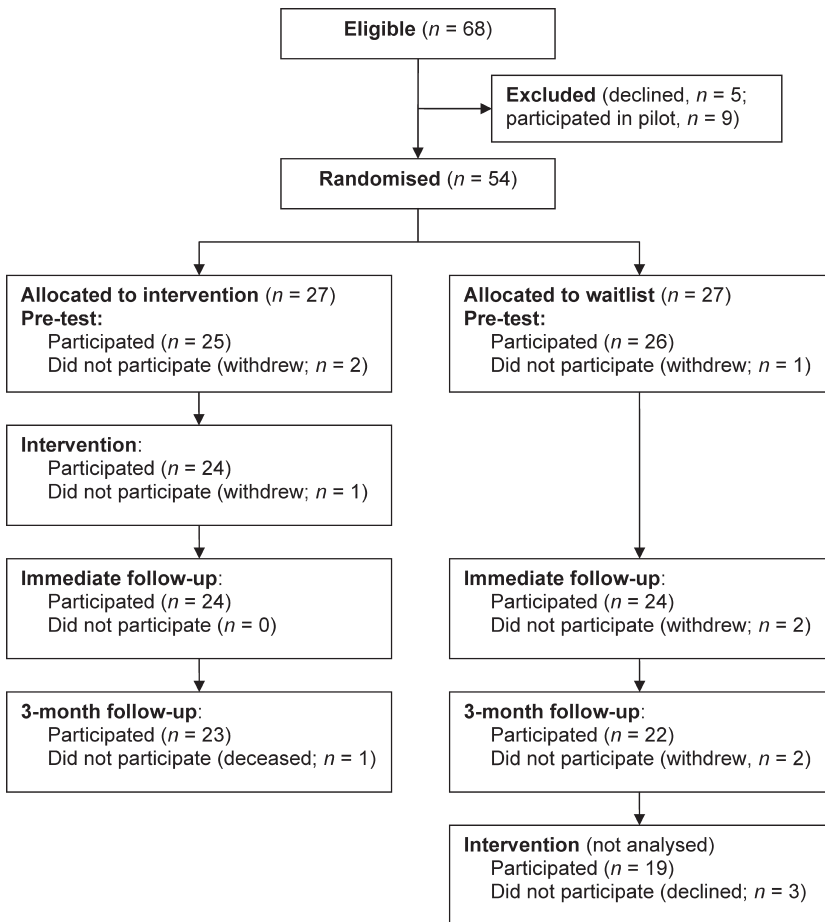 Eligible (n = 68)
Excluded (declined, n = 5;
participated in pilot, n = 9)
Randomised (n = 54)
Allocated to intervention (n = 27)
Pre-test:
Participated (n = 25)
Did not participate (withdrew; n = 2)
Allocated to waitlist (n = 27)
Pre-test:
Participated (n = 26)
Did not participate (withdrew; n = 1)
Intervention:
Participated (n = 24)
Did not participate (withdrew; n = 1)
Immediate follow-up:
Participated (n = 24)
Did not participate (n = 0)
Immediate follow-up:
Participated (n = 24)
Did not participate (withdrew; n = 2)
3-month follow-up:
Participated (n = 23)
Did not participate (deceased; n = 1)
3-month follow-up:
Participated (n = 22)
Did not participate (withdrew, n = 2)
Intervention (not analysed)
Participated (n = 19)
Did not participate (declined; n = 3)